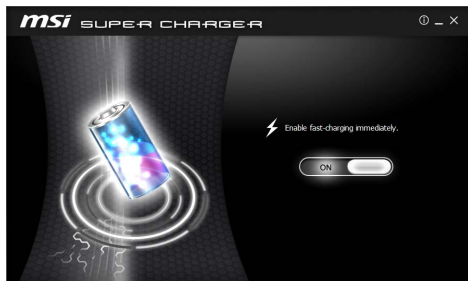 msi SUPER CHARGER
Enable fast-charging immediately.
ON